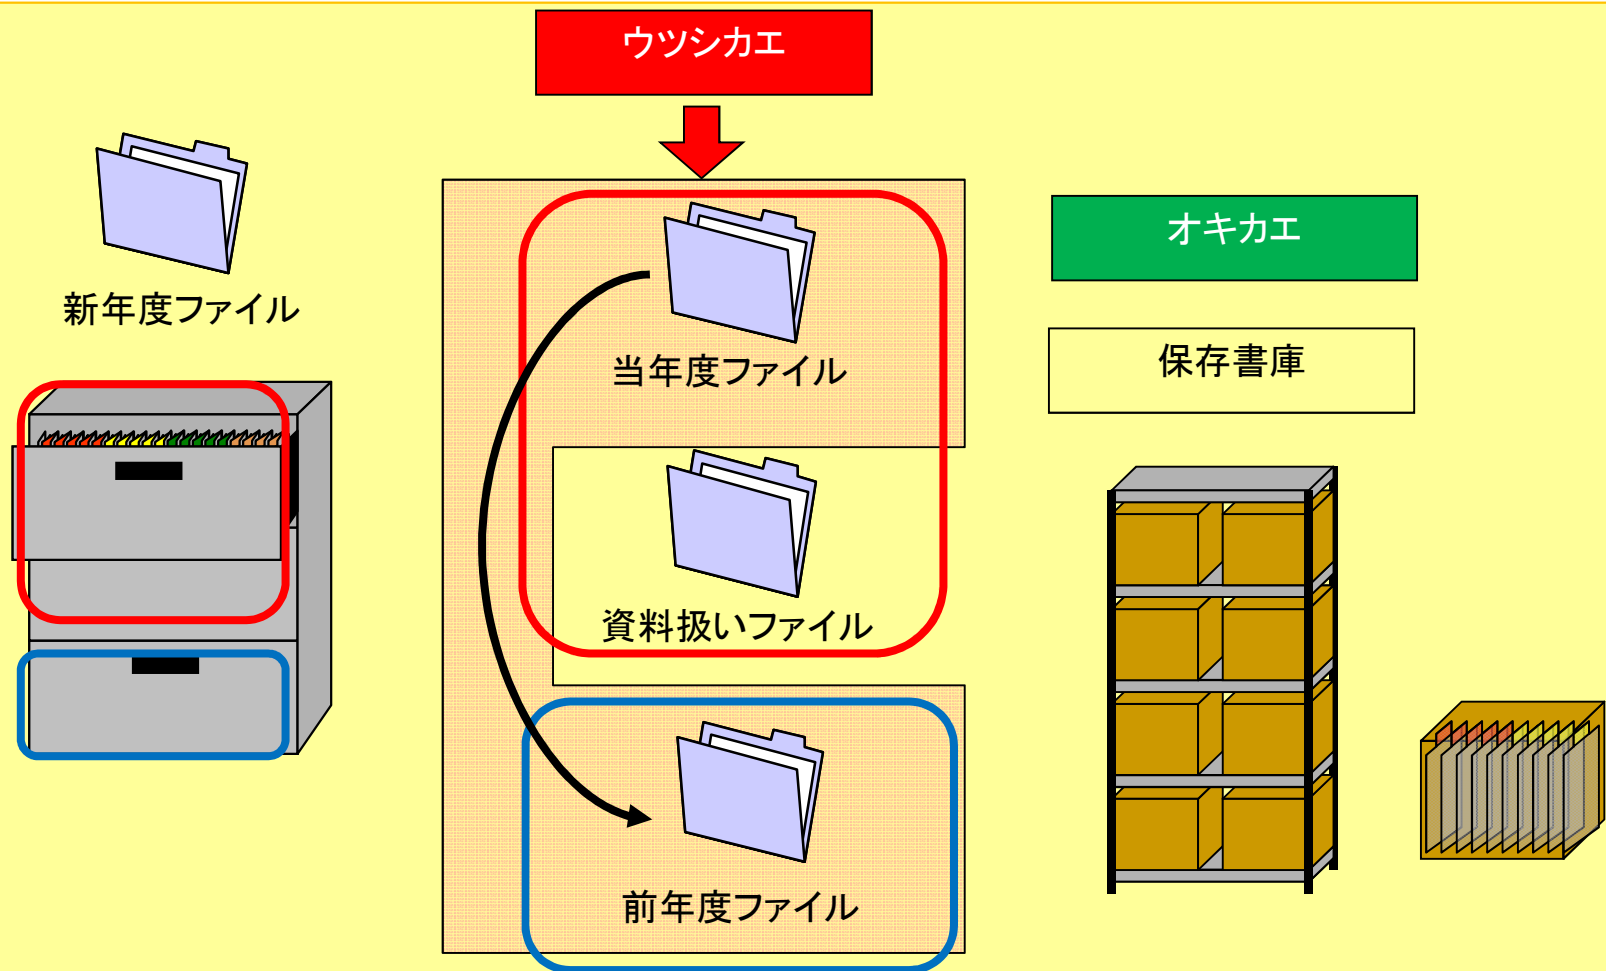 ウツシカエ
新年度ファイル
当年度ファイル
資料扱いファイル
前年度ファイル
オキカエ
保存書庫